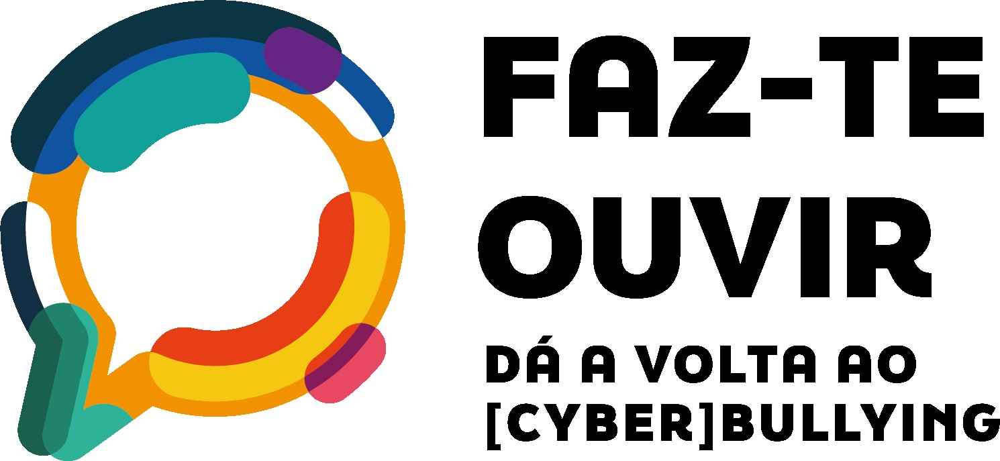 FAZ-TE
OUVIR
DÁ A VOLTA AO
[CYBER]BULLYING